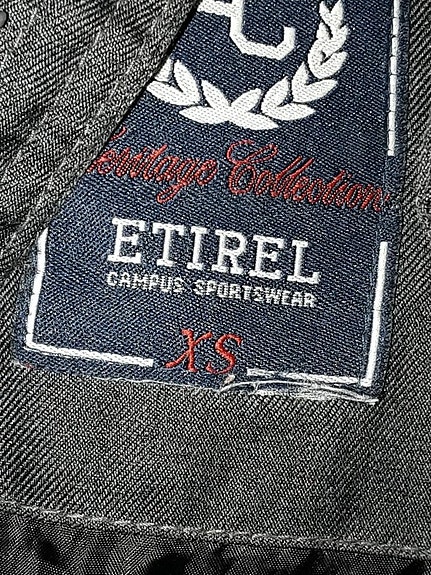 Heritage Collection
ETIREL
CAMPUS SPORTSWEAR
XS